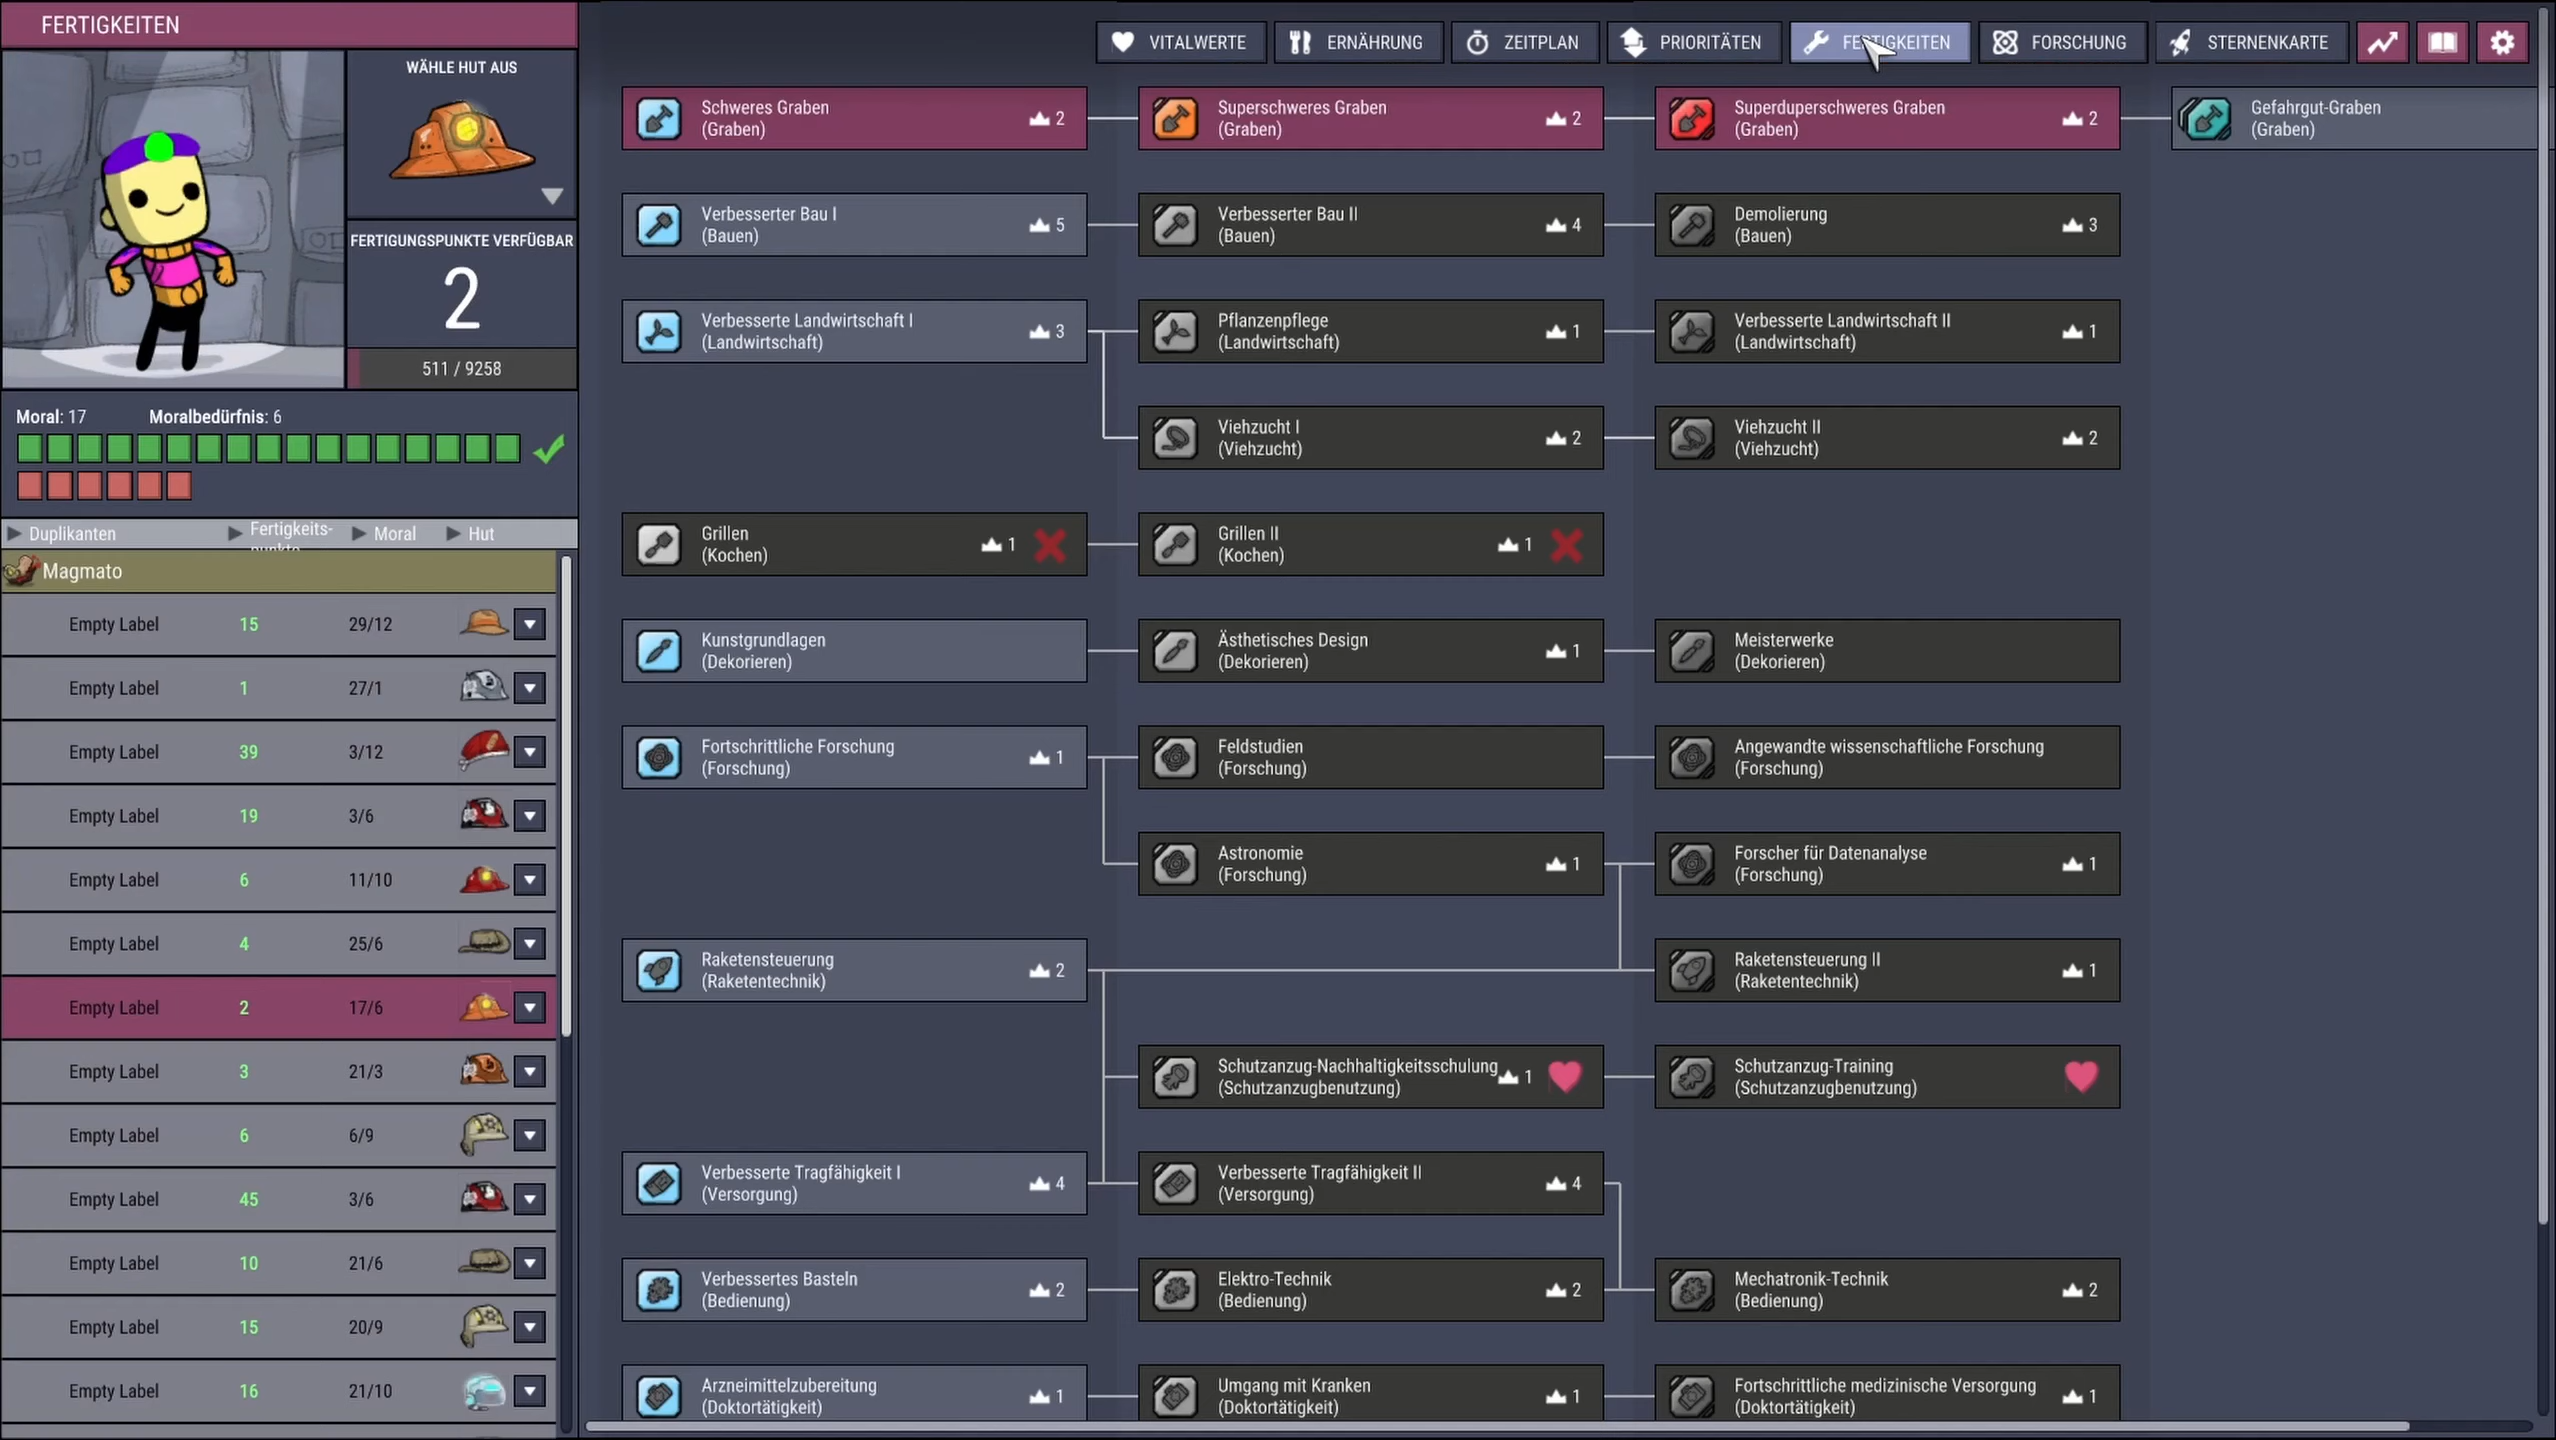 FERTIGKEITEN
VITALWERTE
ERNÄHRUNG
ZEITPLAN
PRIORITÄTEN
FERTIGKEITEN
FORSCHUNG
STERNENKARTE
WÄHLE HUT AUS
FERTIGUNGSPUNKTE VERFÜGBAR
2
511 / 9258
Moral: 17 Moralbedürfnis: 6
Duplikanten Fertigkeits- Moral Hut
Magmato
Empty Label 15 29/12
Empty Label 1 27/1
Empty Label 39 3/12
Empty Label 19 3/6
Empty Label 6 11/10
Empty Label 4 25/6
Empty Label 2 17/6
Empty Label 3 21/3
Empty Label 6 6/9
Empty Label 45 3/6
Empty Label 10 21/6
Empty Label 15 20/9
Empty Label 16 21/10
Schweres Graben
(Graben)
2
Superschweres Graben
(Graben)
2
Superduperschweres Graben
(Graben)
2
Gefahrgut-Graben
(Graben)
Verbesserter Bau I
(Bauen)
5
Verbesserter Bau II
(Bauen)
4
Demolierung
(Bauen)
3
Verbesserte Landwirtschaft I
(Landwirtschaft)
3
Pflanzenpflege
(Landwirtschaft)
1
Verbesserte Landwirtschaft II
(Landwirtschaft)
1
Viehzucht I
(Viehzucht)
2
Viehzucht II
(Viehzucht)
2
Grillen
(Kochen)
1
Grillen II
(Kochen)
1
Kunstgrundlagen
(Dekorieren)
Ästhetisches Design
(Dekorieren)
1
Meisterwerke
(Dekorieren)
Fortschrittliche Forschung
(Forschung)
1
Feldstudien
(Forschung)
Angewandte wissenschaftliche Forschung
(Forschung)
Astronomie
(Forschung)
1
Forscher für Datenanalyse
(Forschung)
1
Raketensteuerung
(Raketentechnik)
2
Raketensteuerung II
(Raketentechnik)
1
Schutzanzug-Nachhaltigkeitsschulung
(Schutzanzugbenutzung)
1
Schutzanzug-Training
(Schutzanzugbenutzung)
Verbesserte Tragfähigkeit I
(Versorgung)
4
Verbesserte Tragfähigkeit II
(Versorgung)
4
Verbessertes Basteln
(Bedienung)
2
Elektro-Technik
(Bedienung)
2
Mechatronik-Technik
(Bedienung)
2
Arzneimittelzubereitung
(Doktortätigkeit)
1
Umgang mit Kranken
(Doktortätigkeit)
1
Fortschrittliche medizinische Versorgung
(Doktortätigkeit)
1